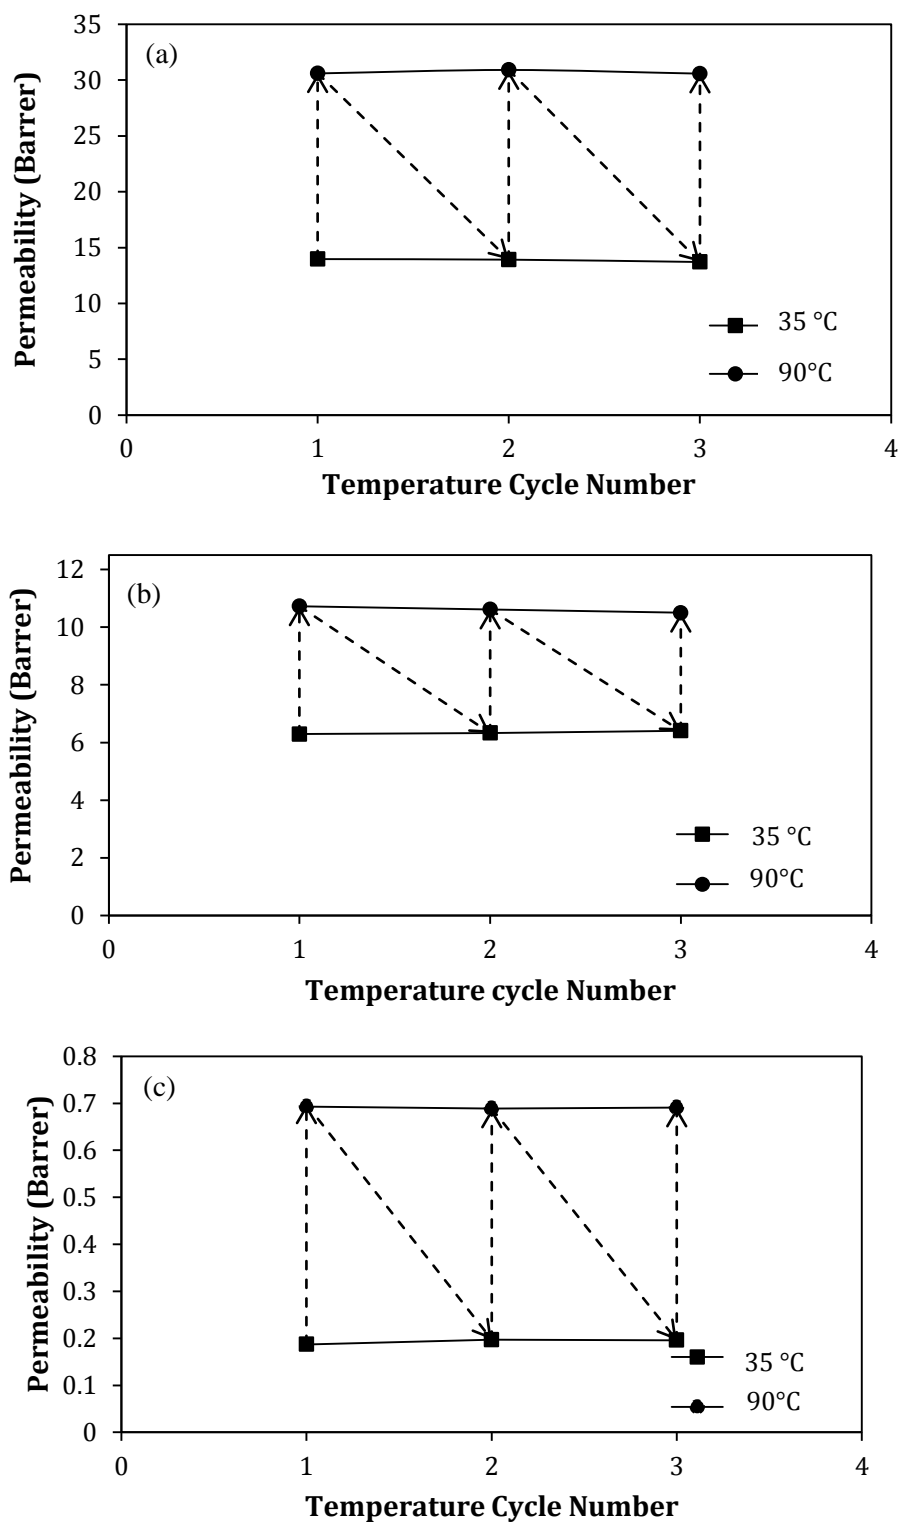 (a)
Permeability (Barrer)
35
30
25
20
15
10
5
0
35 °C
90°C
0 1 2 3 4
Temperature Cycle Number
(b)
Permeability (Barrer)
12
10
8
6
4
2
0
35 °C
90°C
0 1 2 3 4
Temperature cycle Number
(c)
Permeability (Barrer)
0.8
0.7
0.6
0.5
0.4
0.3
0.2
0.1
0
35 °C
90°C
0 1 2 3 4
Temperature Cycle Number